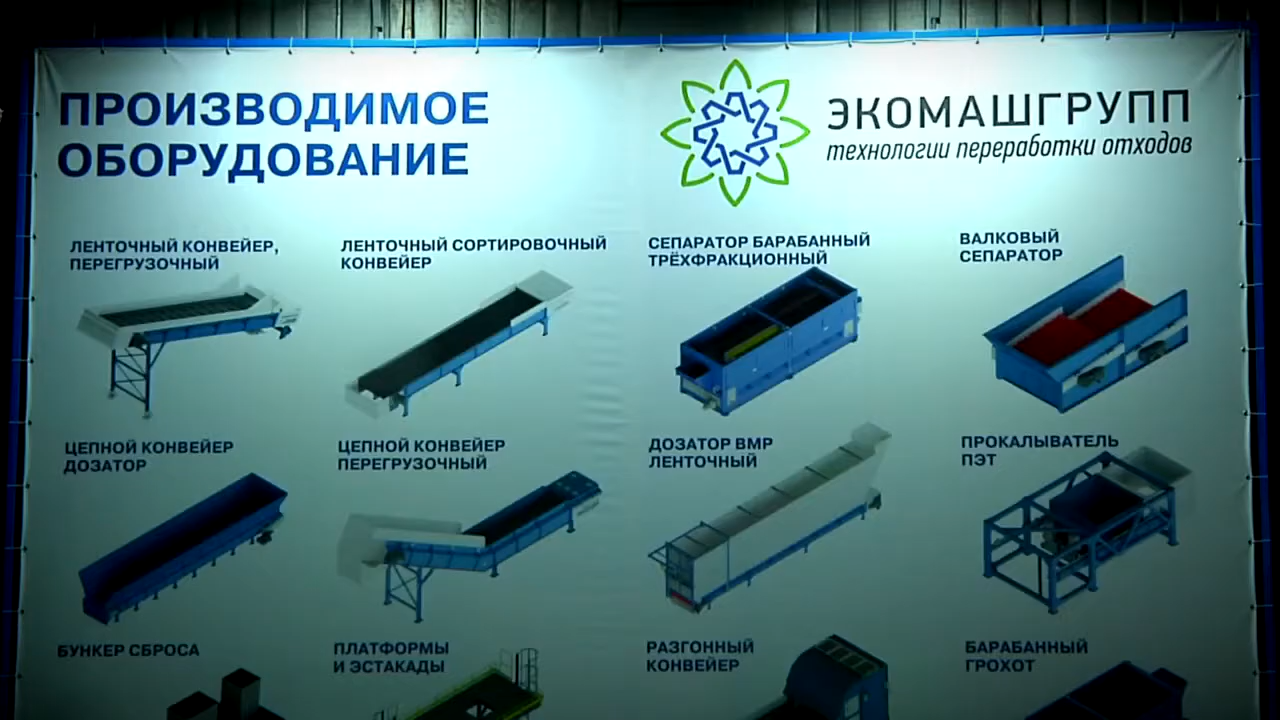 ПРОИЗВОДИМОЕ
ОБОРУДОВАНИЕ
ЭКОМАШГРУПП
технологии переработки отходов
ЛЕНТОЧНЫЙ КОНВЕЙЕР,
ПЕРЕГРУЗОЧНЫЙ
ЛЕНТОЧНЫЙ СОРТИРОВОЧНЫЙ
КОНВЕЙЕР
СЕПАРАТОР БАРАБАННЫЙ
ТРЁХФРАКЦИОННЫЙ
ВАЛКОВЫЙ
СЕПАРАТОР
ЦЕПНОЙ КОНВЕЙЕР
ДОЗАТОР
ЦЕПНОЙ КОНВЕЙЕР
ПЕРЕГРУЗОЧНЫЙ
ДОЗАТОР ВМР
ЛЕНТОЧНЫЙ
ПРОКАЛЫВАТЕЛЬ
ПЭТ
БУНКЕР СБРОСА
ПЛАТФОРМЫ
И ЭСТАКАДЫ
РАЗГОННЫЙ
КОНВЕЙЕР
БАРАБАННЫЙ
ГРОХОТ